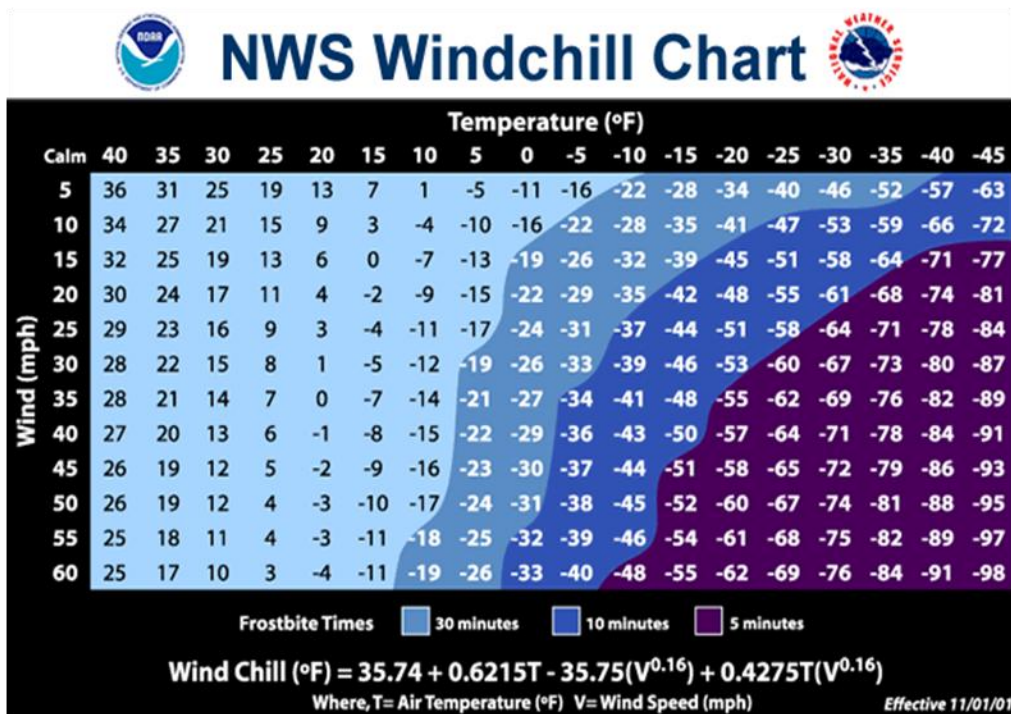 NOAA
NWS Windchill Chart
Temperature (ºF)
Calm 40 35 30 25 20 15 10 5 0 -5 -10 -15 -20 -25 -30 -35 -40 -45
5 36 31 25 19 13 7 1 -5 -11 -16 -22 -28 -34 -40 -46 -52 -57 -63
10 34 27 21 15 9 3 -4 -10 -16 -22 -28 -35 -41 -47 -53 -59 -66 -72
15 32 25 19 13 6 0 -7 -13 -19 -26 -32 -39 -45 -51 -58 -64 -71 -77
20 30 24 17 11 4 -2 -9 -15 -22 -29 -35 -42 -48 -55 -61 -68 -74 -81
25 29 23 16 9 3 -4 -11 -17 -24 -31 -37 -44 -51 -58 -64 -71 -78 -84
30 28 22 15 8 1 -5 -12 -19 -26 -33 -39 -46 -53 -60 -67 -73 -80 -87
35 28 21 14 7 0 -7 -14 -21 -27 -34 -41 -48 -55 -62 -69 -76 -82 -89
40 27 20 13 6 -1 -8 -15 -22 -29 -36 -43 -50 -57 -64 -71 -78 -84 -91
45 26 19 12 5 -2 -9 -16 -23 -30 -37 -44 -51 -58 -65 -72 -79 -86 -93
50 26 19 12 4 -3 -10 -17 -24 -31 -38 -45 -52 -60 -67 -74 -81 -88 -95
55 25 18 11 4 -3 -11 -18 -25 -32 -39 -46 -54 -61 -68 -75 -82 -89 -97
60 25 17 10 3 -4 -11 -19 -26 -33 -40 -48 -55 -62 -69 -76 -84 -91 -98
Wind (mph)
Frostbite Times 30 minutes 10 minutes 5 minutes
Wind Chill (ºF) = 35.74 + 0.6215T - 35.75(V^0.16) + 0.4275T(V^0.16)
Where, T= Air Temperature (ºF) V= Wind Speed (mph)
Effective 11/01/01